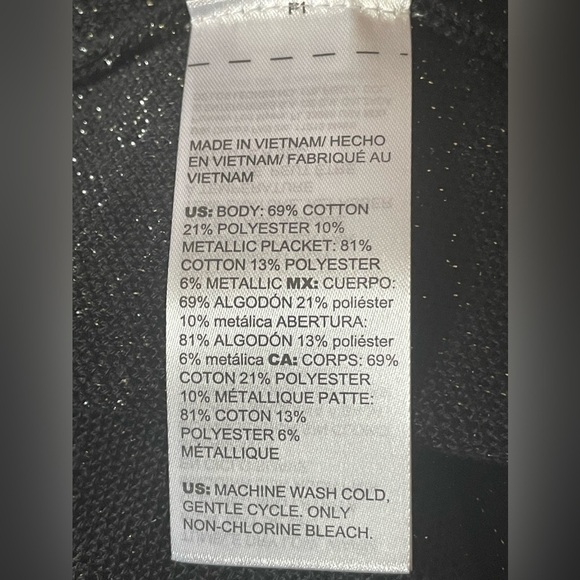 F1
MADE IN VIETNAM/ HECHO
EN VIETNAM/ FABRIQUÉ AU
VIETNAM
US: BODY: 69% COTTON
21% POLYESTER 10%
METALLIC PLACKET: 81%
COTTON 13% POLYESTER
6% METALLIC MX: CUERPO:
69% ALGODÓN 21% poliéster
10% metálica ABERTURA:
81% ALGODÓN 13% poliéster
6% metálica CA: CORPS: 69%
COTON 21% POLYESTER
10% MÉTALLIQUE PATTE:
81% COTON 13%
POLYESTER 6%
MÉTALLIQUE
US: MACHINE WASH COLD,
GENTLE CYCLE. ONLY
NON-CHLORINE BLEACH.